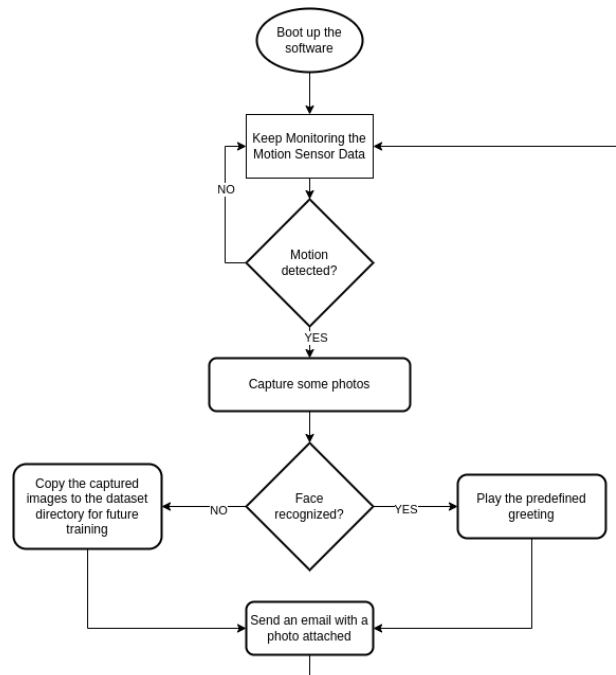 Boot up the
software
Keep Monitoring the
Motion Sensor Data
NO
Motion
detected?
YES
Capture some photos
Copy the captured
images to the dataset
directory for future
training
NO
Face
recognized?
YES
Play the predefined
greeting
Send an email with a
photo attached